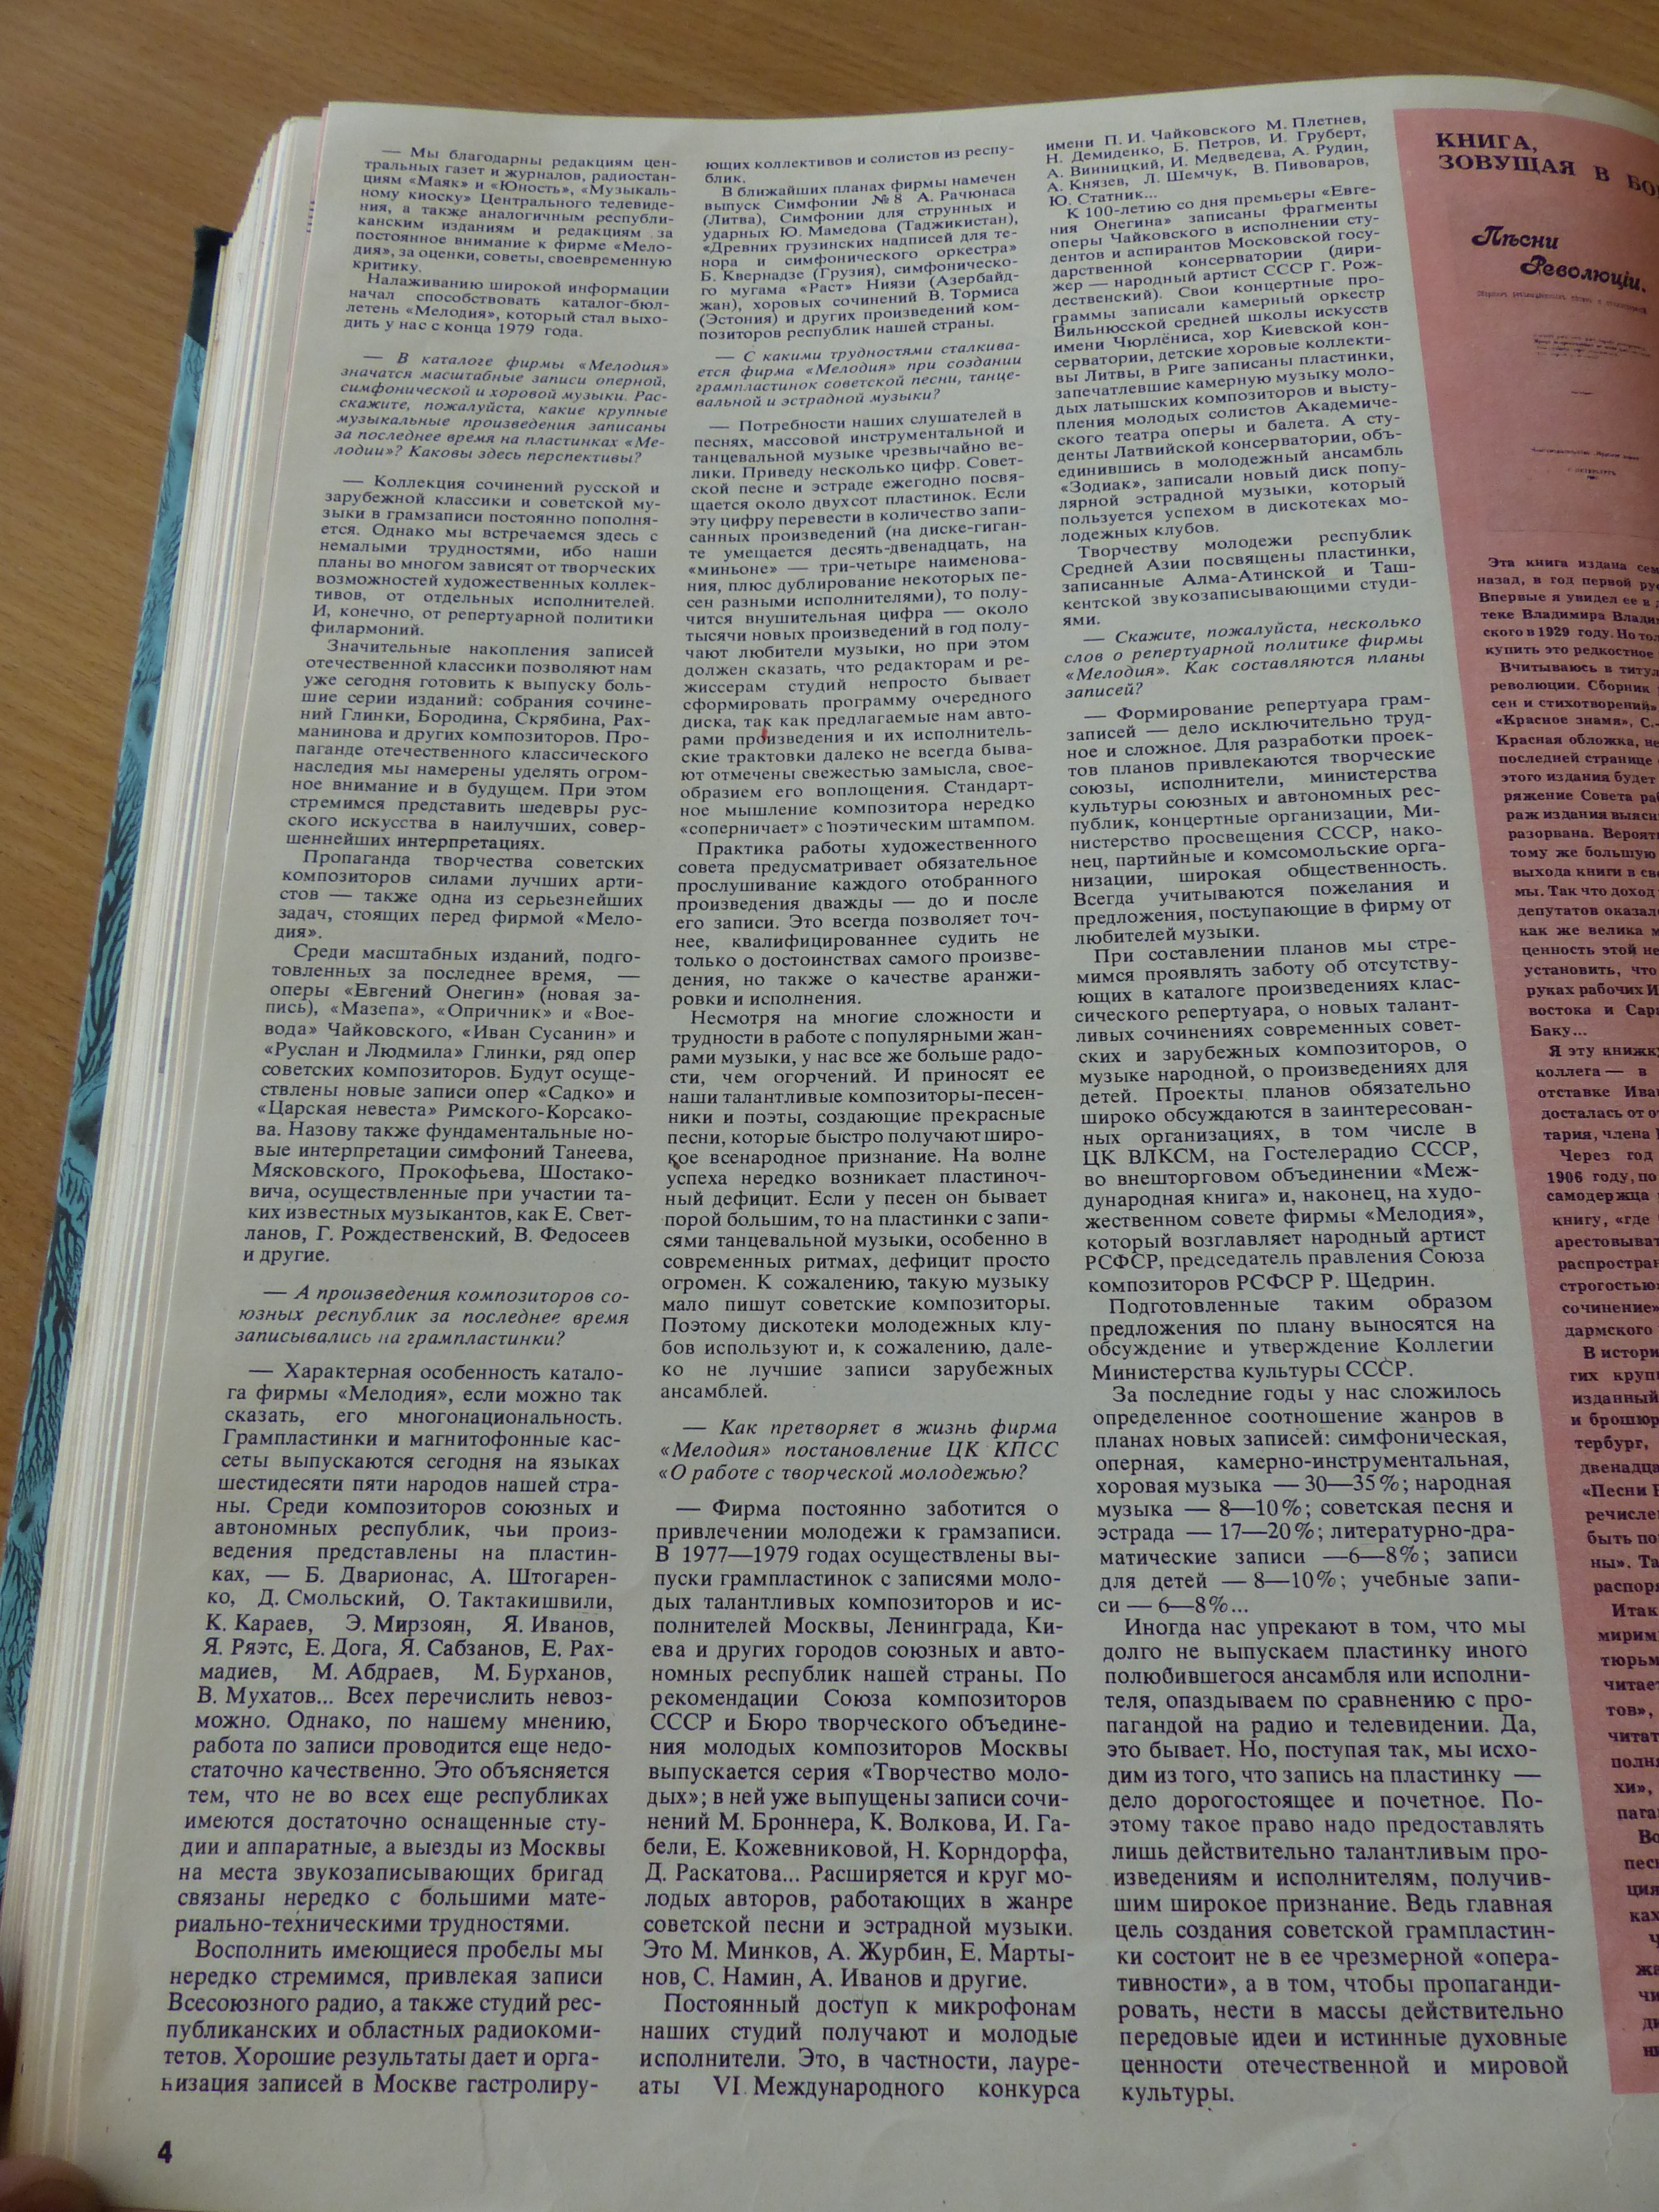 — Мы благодарны редакциям цен-
тральных газет и журналов, радиостан-
циям «Маяк» и «Юность», «Музыкаль-
ному киоску» Центрального телевиде-
ния, а также аналогичным республи-
канским изданиям и редакциям за
постоянное внимание к фирме «Мело-
дия», за оценки, советы, своевременную
критику.
Налаживанию широкой информации
начал способствовать каталог-бюл-
летень «Мелодия», который стал выхо-
дить у нас с конца 1979 года.
— В каталоге фирмы «Мелодия»
значатся масштабные записи оперной,
симфонической и хоровой музыки. Рас-
скажите, пожалуйста, какие крупные
музыкальные произведения записаны
за последнее время на пластинках «Ме-
лодии»? Каковы здесь перспективы?
— Коллекция сочинений русской и
зарубежной классики и советской му-
зыки в грамзаписи постоянно пополня-
ется. Однако мы встречаемся здесь с
немалыми трудностями, ибо наши
планы во многом зависят от творческих
возможностей художественных коллек-
тивов, от отдельных исполнителей.
И, конечно, от репертуарной политики
филармоний.
Значительные накопления записей
отечественной классики позволяют нам
уже сегодня готовить к выпуску боль-
шие серии изданий: собрания сочине-
ний Глинки, Бородина, Скрябина, Рах-
манинова и других композиторов. Про-
паганде отечественного классического
наследия мы намерены уделять огром-
ное внимание и в будущем. При этом
стремимся представить шедевры рус-
ского искусства в наилучших, совер-
шеннейших интерпретациях.
Пропаганда творчества советских
композиторов силами лучших арти-
стов — также одна из серьезнейших
задач, стоящих перед фирмой «Мело-
дия».
Среди масштабных изданий, подго-
товленных за последнее время, —
оперы «Евгений Онегин» (новая за-
пись), «Мазепа», «Опричник» и «Вое-
вода» Чайковского, «Иван Сусанин» и
«Руслан и Людмила» Глинки, ряд опер
советских композиторов. Будут осуще-
ствлены новые записи опер «Садко» и
«Царская невеста» Римского-Корсако-
ва. Назову также фундаментальные но-
вые интерпретации симфоний Танеева,
Мясковского, Прокофьева, Шостако-
вича, осуществленные при участии та-
ких известных музыкантов, как Е. Свет-
ланов, Г. Рождественский, В. Федосеев
и другие.
— А произведения композиторов со-
юзных республик за последнее время
записывались на грампластинки?
— Характерная особенность катало-
га фирмы «Мелодия», если можно так
сказать, его многонациональность.
Грампластинки и магнитофонные кас-
сеты выпускаются сегодня на языках
шестидесяти пяти народов нашей стра-
ны. Среди композиторов союзных и
автономных республик, чьи произ-
ведения представлены на пластин-
ках, — Б. Дварионас, А. Штогарен-
ко, Д. Смольский, О. Тактакишвили,
К. Караев, Э. Мирзоян, Я. Иванов,
Я. Ряэтс, Е. Дога, Я. Сабзанов, Е. Рах-
мадиев, М. Абдраев, М. Бурханов,
В. Мухатов... Всех перечислить невоз-
можно. Однако, по нашему мнению,
работа по записи проводится еще недо-
статочно качественно. Это объясняется
тем, что не во всех еще республиках
имеются достаточно оснащенные сту-
дии и аппаратные, а выезды из Москвы
на места звукозаписывающих бригад
связаны нередко с большими мате-
риально-техническими трудностями.
Восполнить имеющиеся пробелы мы
нередко стремимся, привлекая записи
Всесоюзного радио, а также студий рес-
публиканских и областных радиокоми-
тетов. Хорошие результаты дает и орга-
низация записей в Москве гастролиру-
4
ющих коллективов и солистов из респу-
блик.
В ближайших планах фирмы намечен
выпуск Симфонии №8 А. Рачюнаса
(Литва), Симфонии для струнных и
ударных Ю. Мамедова (Таджикистан),
«Древних грузинских надписей для те-
нора и симфонического оркестра»
Б. Квернадзе (Грузия), симфоническо-
го мугама «Раст» Ниязи (Азербайд-
жан), хоровых сочинений В. Тормиса
(Эстония) и других произведений ком-
позиторов республик нашей страны.
— С какими трудностями сталкива-
ется фирма «Мелодия» при создании
грампластинок советской песни, танце-
вальной и эстрадной музыки?
— Потребности наших слушателей в
песнях, массовой инструментальной и
танцевальной музыке чрезвычайно ве-
лики. Приведу несколько цифр. Совет-
ской песне и эстраде ежегодно посвя-
щается около двухсот пластинок. Если
эту цифру перевести в количество запи-
санных произведений (на диске-гиган-
те умещается десять-двенадцать, на
«миньоне» — три-четыре наименова-
ния, плюс дублирование некоторых пе-
сен разными исполнителями), то полу-
чится внушительная цифра — около
тысячи новых произведений в год полу-
чают любители музыки, но при этом
должен сказать, что редакторам и ре-
жиссерам студий непросто бывает
сформировать программу очередного
диска, так как предлагаемые нам авто-
рами произведения и их исполнитель-
ские трактовки далеко не всегда быва-
ют отмечены свежестью замысла, свое-
образием его воплощения. Стандарт-
ное мышление композитора нередко
«соперничает» с поэтическим штампом.
Практика работы художественного
совета предусматривает обязательное
прослушивание каждого отобранного
произведения дважды — до и после
его записи. Это всегда позволяет точ-
нее, квалифицированнее судить не
только о достоинствах самого произве-
дения, но также о качестве аранжи-
ровки и исполнения.
Несмотря на многие сложности и
трудности в работе с популярными жан-
рами музыки, у нас все же больше радо-
сти, чем огорчений. И приносят ее
наши талантливые композиторы-песен-
ники и поэты, создающие прекрасные
песни, которые быстро получают широ-
кое всенародное признание. На волне
успеха нередко возникает пластиноч-
ный дефицит. Если у песен он бывает
порой большим, то на пластинки с запи-
сями танцевальной музыки, особенно в
современных ритмах, дефицит просто
огромен. К сожалению, такую музыку
мало пишут советские композиторы.
Поэтому дискотеки молодежных клу-
бов используют и, к сожалению, дале-
ко не лучшие записи зарубежных
ансамблей.
— Как претворяет в жизнь фирма
«Мелодия» постановление ЦК КПСС
«О работе с творческой молодежью?
— Фирма постоянно заботится о
привлечении молодежи к грамзаписи.
В 1977—1979 годах осуществлены вы-
пуски грампластинок с записями моло-
дых талантливых композиторов и ис-
полнителей Москвы, Ленинграда, Ки-
ева и других городов союзных и авто-
номных республик нашей страны. По
рекомендации Союза композиторов
СССР и Бюро творческого объедине-
ния молодых композиторов Москвы
выпускается серия «Творчество моло-
дых»; в ней уже выпущены записи сочи-
нений М. Броннера, К. Волкова, И. Га-
бели, Е. Кожевниковой, Н. Корндорфа,
Д. Раскатова... Расширяется и круг мо-
лодых авторов, работающих в жанре
советской песни и эстрадной музыки.
Это М. Минков, А. Журбин, Е. Марты-
нов, С. Намин, А. Иванов и другие.
Постоянный доступ к микрофонам
наших студий получают и молодые
исполнители. Это, в частности, лауре-
аты VI Международного конкурса
имени П. И. Чайковского М. Плетнев,
Н. Демиденко, Б. Петров, И. Груберт,
А. Винницкий, И. Медведева, А. Рудин,
А. Князев, Л. Шемчук, В. Пивоваров,
Ю. Статник...
К 100-летию со дня премьеры «Евге-
ния Онегина» записаны фрагменты
оперы Чайковского в исполнении сту-
дентов и аспирантов Московской госу-
дарственной консерватории (дири-
жер — народный артист СССР Г. Рож-
дественский). Свои концертные про-
граммы записали камерный оркестр
Вильнюсской средней школы искусств
имени Чюрлёниса, хор Киевской кон-
серватории, детские хоровые коллекти-
вы Литвы, в Риге записаны пластинки,
запечатлевшие камерную музыку моло-
дых латышских композиторов и высту-
пления молодых солистов Академиче-
ского театра оперы и балета. А сту-
денты Латвийской консерватории, объ-
единившись в молодежный ансамбль
«Зодиак», записали новый диск попу-
лярной эстрадной музыки, который
пользуется успехом в дискотеках мо-
лодежных клубов.
Творчеству молодежи республик
Средней Азии посвящены пластинки,
записанные Алма-Атинской и Таш-
кентской звукозаписывающими студи-
ями.
— Скажите, пожалуйста, несколько
слов о репертуарной политике фирмы
«Мелодия». Как составляются планы
записей?
— Формирование репертуара грам-
записей — дело исключительно труд-
ное и сложное. Для разработки проек-
тов планов привлекаются творческие
союзы, исполнители, министерства
культуры союзных и автономных рес-
публик, концертные организации, Ми-
нистерство просвещения СССР, нако-
нец, партийные и комсомольские орга-
низации, широкая общественность.
Всегда учитываются пожелания и
предложения, поступающие в фирму от
любителей музыки.
При составлении планов мы стре-
мимся проявлять заботу об отсутству-
ющих в каталоге произведениях клас-
сического репертуара, о новых талант-
ливых сочинениях современных совет-
ских и зарубежных композиторов, о
музыке народной, о произведениях для
детей. Проекты планов обязательно
широко обсуждаются в заинтересован-
ных организациях, в том числе в
ЦК ВЛКСМ, на Гостелерадио СССР,
во внешторговом объединении «Меж-
дународная книга» и, наконец, на худо-
жественном совете фирмы «Мелодия»,
который возглавляет народный артист
РСФСР, председатель правления Союза
композиторов РСФСР Р. Щедрин.
Подготовленные таким образом
предложения по плану выносятся на
обсуждение и утверждение Коллегии
Министерства культуры СССР.
За последние годы у нас сложилось
определенное соотношение жанров в
планах новых записей: симфоническая,
оперная, камерно-инструментальная,
хоровая музыка — 30—35%; народная
музыка — 8—10%; советская песня и
эстрада — 17—20%; литературно-дра-
матические записи —6—8%; записи
для детей — 8—10%; учебные запи-
си — 6—8%...
Иногда нас упрекают в том, что мы
долго не выпускаем пластинку иного
полюбившегося ансамбля или исполни-
теля, опаздываем по сравнению с про-
пагандой на радио и телевидении. Да,
это бывает. Но, поступая так, мы исхо-
дим из того, что запись на пластинку —
дело дорогостоящее и почетное. По-
этому такое право надо предоставлять
лишь действительно талантливым про-
изведениям и исполнителям, получив-
шим широкое признание. Ведь главная
цель создания советской грампластин-
ки состоит не в ее чрезмерной «опера-
тивности», а в том, чтобы пропаганди-
ровать, нести в массы действительно
передовые идеи и истинные духовные
ценности отечественной и мировой
культуры.
КНИГА,
ЗОВУЩАЯ В
Пѣсни
Революціи.
Эта книга издана
назад, в год первой
Впервые я увидел ее в
теке Владимира
ского в 1929 году. Но
купить это редкостное
Вчитываюсь в
революции. Сборник
сен и стихотворений»
«Красное знамя»,
Красная обложка,
последней странице
этого издания будет
ряжение Совета
раж издания
разорвана.
тому же большую
выхода книги в
мы. Так что доход
депутатов
как же велика
ценность этой
установить, что
руках рабочих
востока и
Баку...
Я эту
коллега — в
отставке
досталась от
тария, члена
Через год
1906 году,
самодержца
книгу, «где
сочинение»
В
гих
изданный
и
тербург,
«Песни
быть
ны».